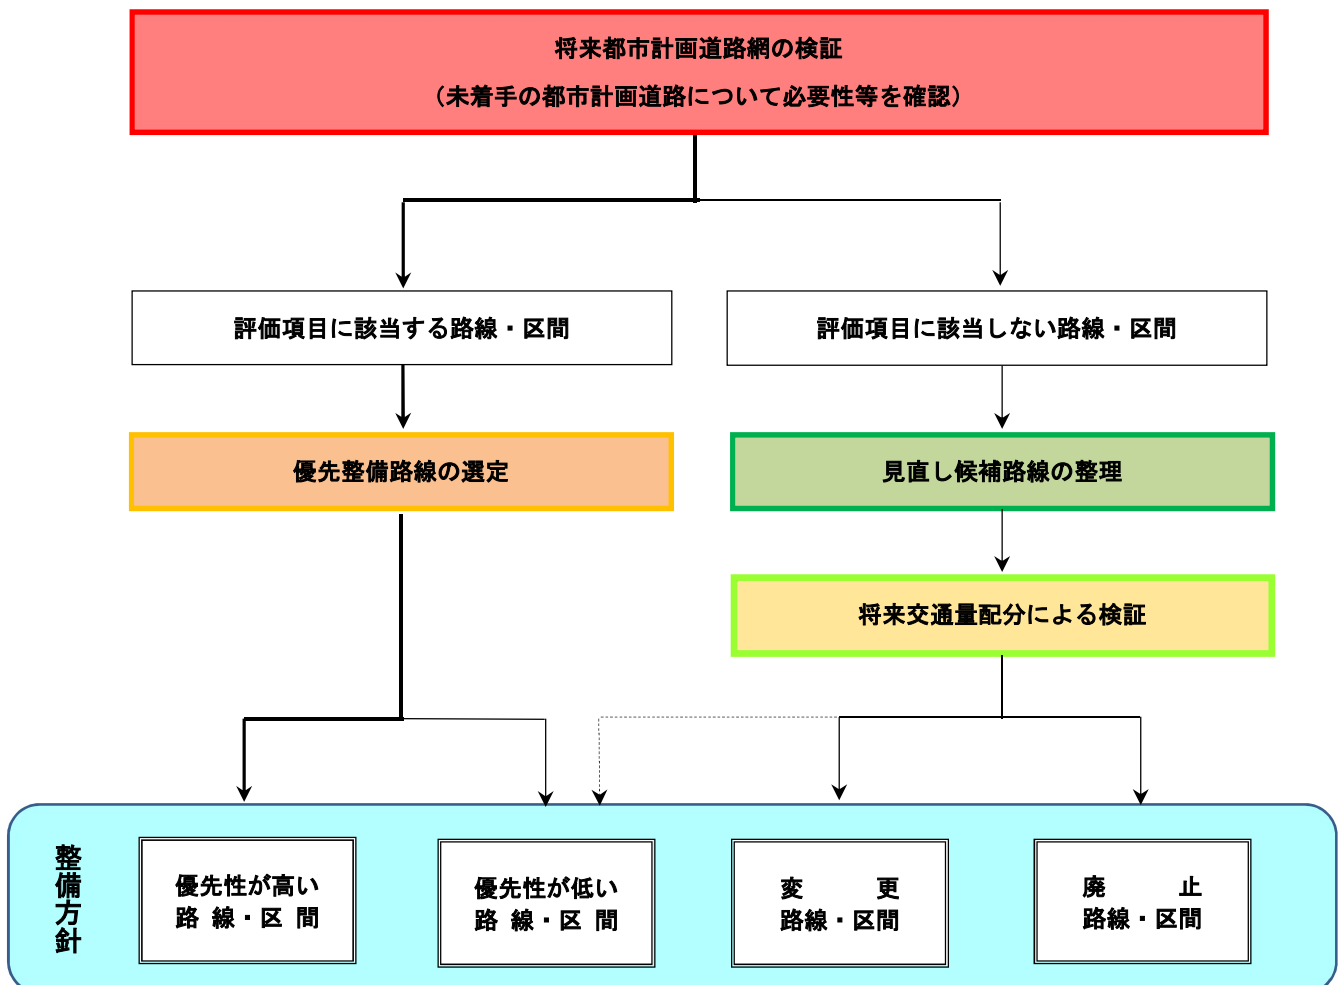 将来都市計画道路網の検証
（未着手の都市計画道路について必要性等を確認）
評価項目に該当する路線・区間
評価項目に該当しない路線・区間
優先整備路線の選定
見直し候補路線の整理
将来交通量配分による検証
整備方針
優先性が高い
路線・区間
優先性が低い
路線・区間
変更
路線・区間
廃止
路線・区間